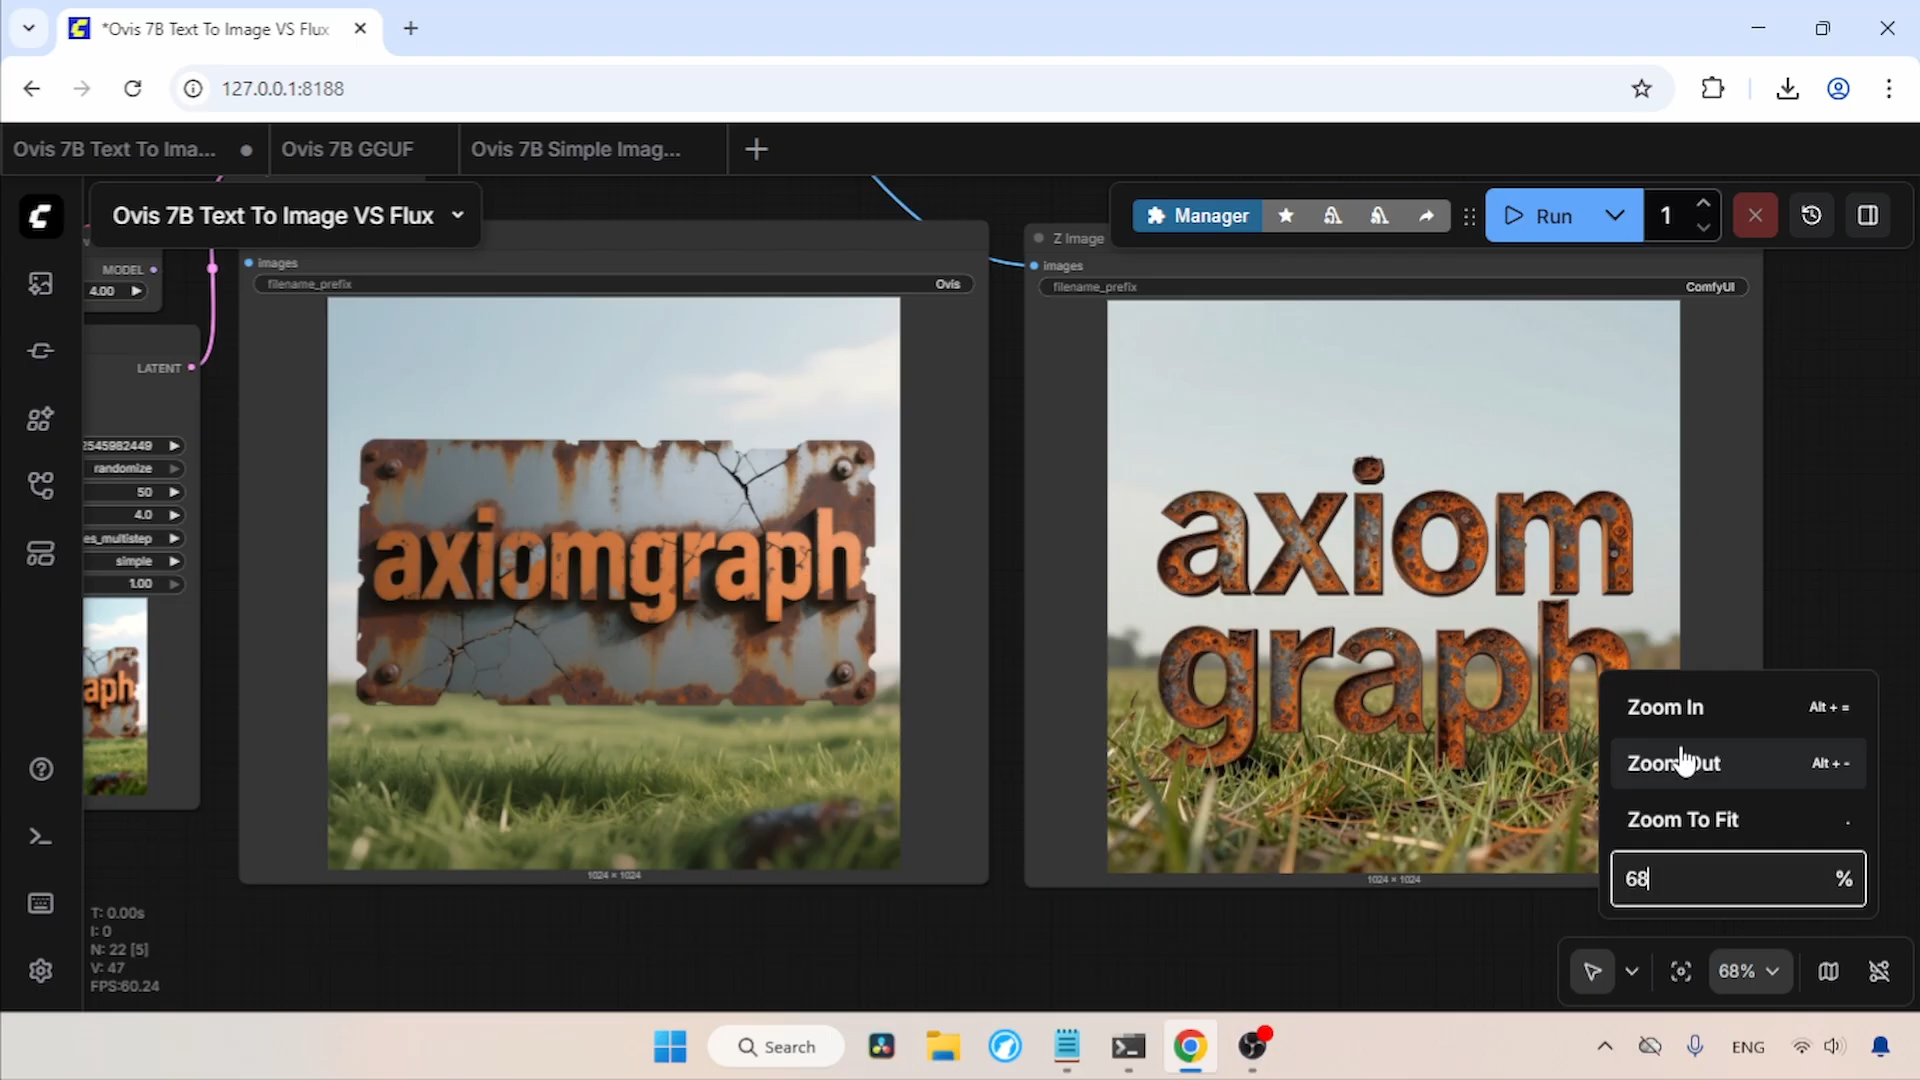 *Ovis 7B Text To Image VS Flux
127.0.0.1:8188
Ovis 7B Text To Ima...
Ovis 7B GGUF
Ovis 7B Simple Imag...
Ovis 7B Text To Image VS Flux
Manager
Run
1
Z Image
MODEL
images
images
4.00
filename_prefix
Ovis
filename_prefix
ComfyUI
LATENT
2545982449
randomize
50
4.0
es_multistep
simple
1.00
axiomgraph
axiom
graph
aph
Zoom In
Alt + =
Zoom Out
Alt + -
Zoom To Fit
.
68
%
1024 × 1024
1024 × 1024
T: 0.00s
I: 0
N: 22 [5]
V: 47
FPS:60.24
68%
Search
ENG